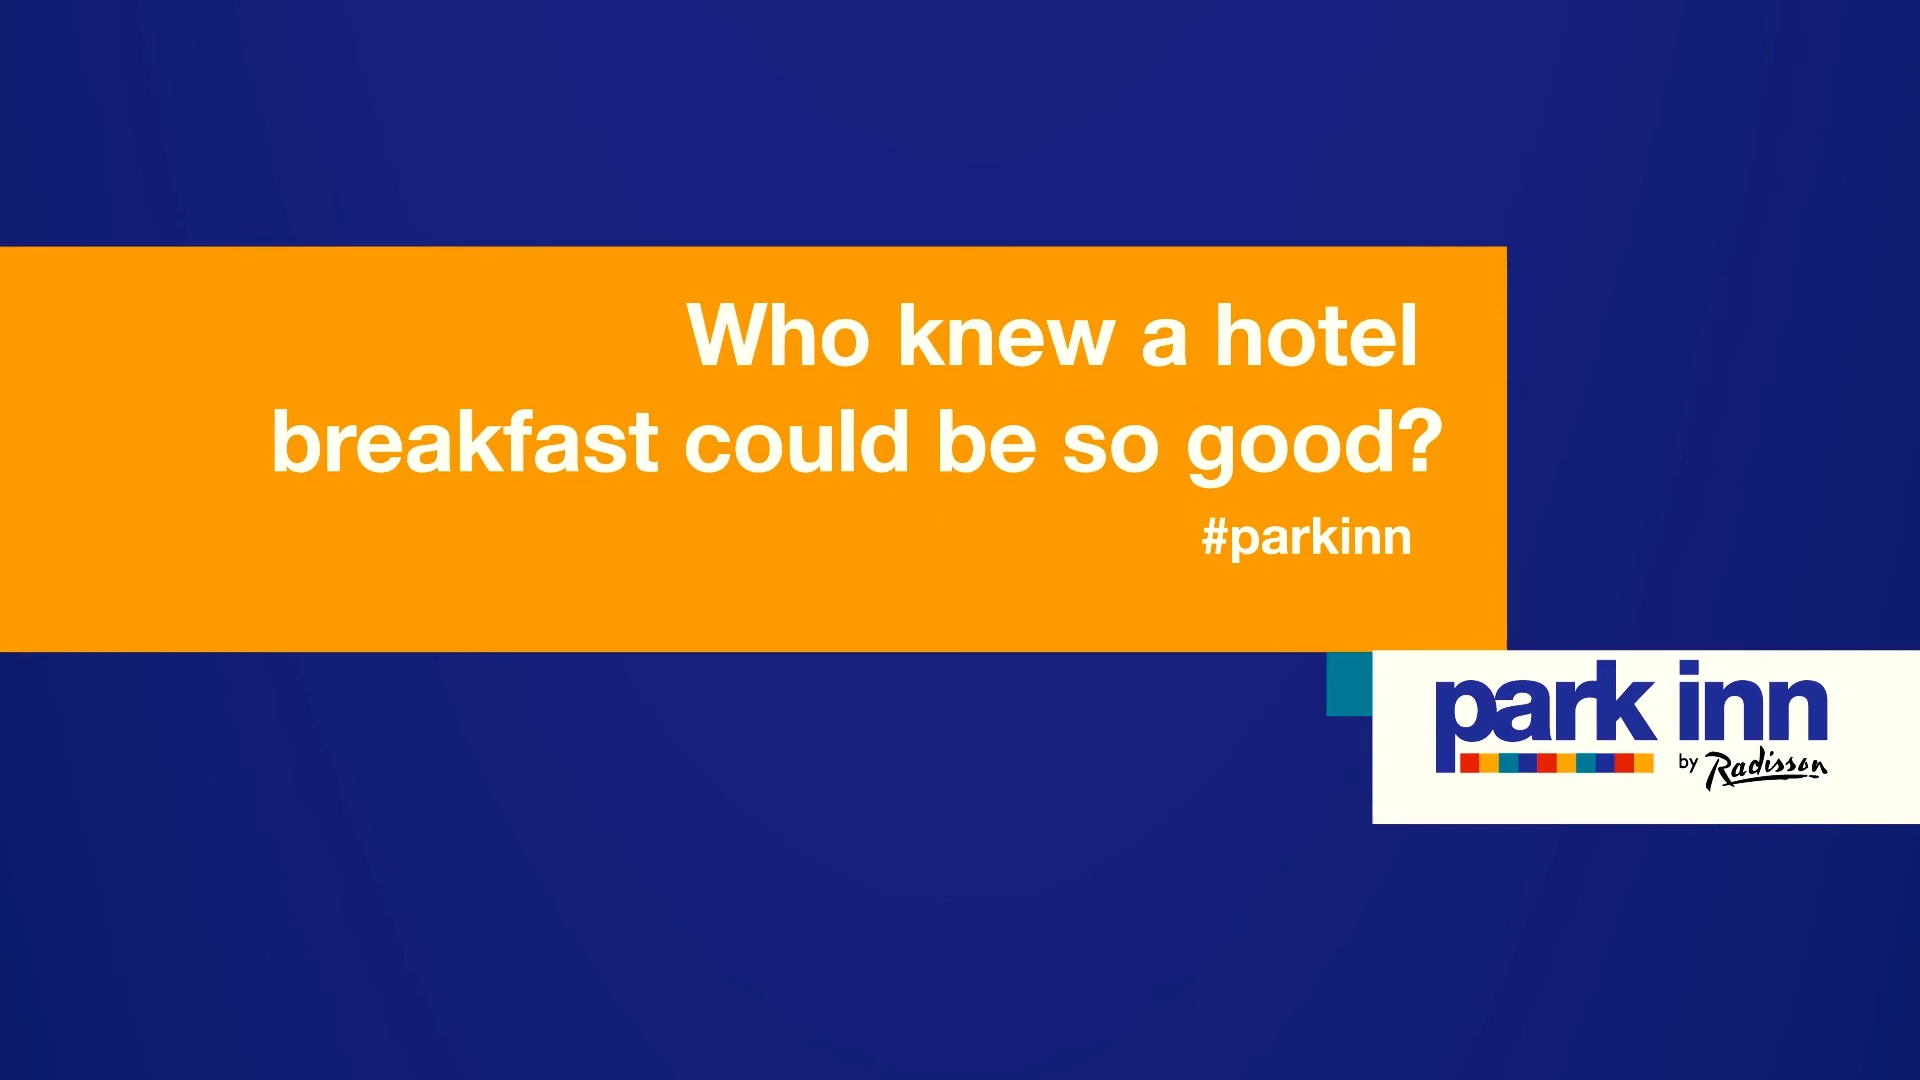 Who knew a hotel
breakfast could be so good?
#parkinn
park inn
by Radisson